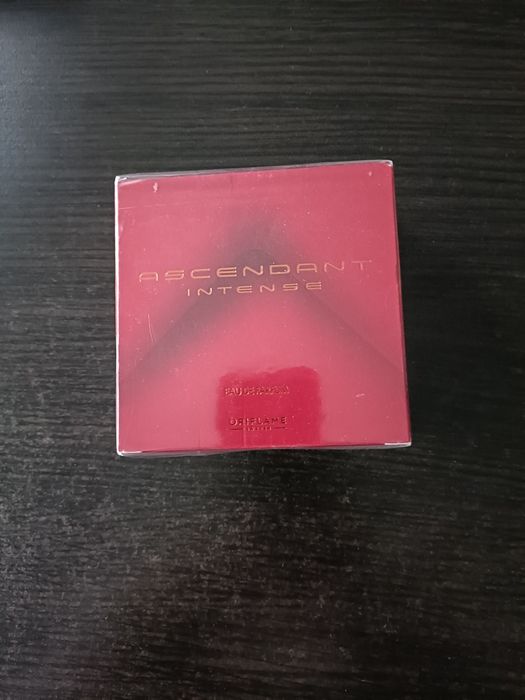 ASCENDANT
INTENSE
EAU DE PARFUM
ORIFLAME